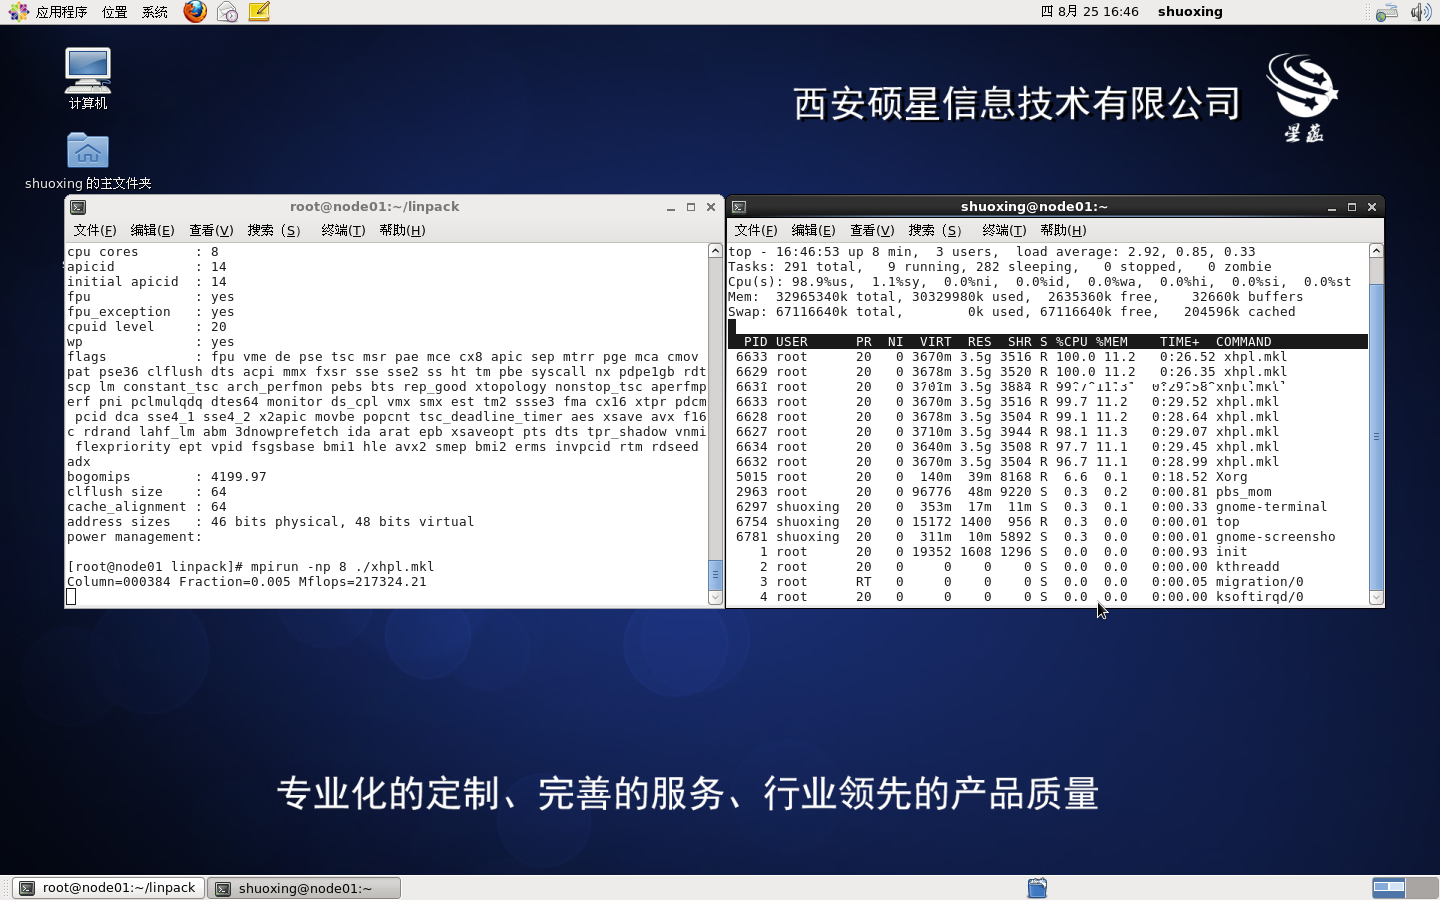 应用程序 位置 系统
四 8月 25 16:46 shuoxing
计算机
shuoxing 的主文件夹
西安硕星信息技术有限公司
root@node01:~/linpack
文件(F) 编辑(E) 查看(V) 搜索 (S) 终端(T) 帮助(H)
cpu cores : 8
apicid : 14
initial apicid : 14
fpu : yes
fpu_exception : yes
cpuid level : 20
wp : yes
flags : fpu vme de pse tsc msr pae mce cx8 apic sep mtrr pge mca cmov
pat pse36 clflush dts acpi mmx fxsr sse sse2 ss ht tm pbe syscall nx pdpe1gb rdt
scp lm constant_tsc arch_perfmon pebs bts rep_good xtopology nonstop_tsc aperfmp
erf pni pclmulqdq dtes64 monitor ds_cpl vmx smx est tm2 ssse3 fma cx16 xtpr pdcm
pcid dca sse4_1 sse4_2 x2apic movbe popcnt tsc_deadline_timer aes xsave avx f16
c rdrand lahf_lm abm 3dnowprefetch ida arat epb xsaveopt pts dts tpr_shadow vnmi
flexpriority ept vpid fsgsbase bmi1 hle avx2 smep bmi2 erms invpcid rtm rdseed
adx
bogomips : 4199.97
clflush size : 64
cache_alignment : 64
address sizes : 46 bits physical, 48 bits virtual
power management:
[root@node01 linpack]# mpirun -np 8 ./xhpl.mkl
Column=000384 Fraction=0.005 Mflops=217324.21
shuoxing@node01:~
文件(F) 编辑(E) 查看(V) 搜索 (S) 终端(T) 帮助(H)
top - 16:46:53 up 8 min, 3 users, load average: 2.92, 0.85, 0.33
Tasks: 291 total, 9 running, 282 sleeping, 0 stopped, 0 zombie
Cpu(s): 98.9%us, 1.1%sy, 0.0%ni, 0.0%id, 0.0%wa, 0.0%hi, 0.0%si, 0.0%st
Mem: 32965340k total, 30329980k used, 2635360k free, 32660k buffers
Swap: 67116640k total, 0k used, 67116640k free, 204596k cached
PID USER PR NI VIRT RES SHR S %CPU %MEM TIME+ COMMAND
6633 root 20 0 3670m 3.5g 3516 R 100.0 11.2 0:26.52 xhpl.mkl
6629 root 20 0 3670m 3.5g 3520 R 100.0 11.2 0:26.35 xhpl.mkl
6631 root 20 0 3701m 3.5g 3884 R 99.7 11.3 0:29.58 xhpl.mkl
6633 root 20 0 3670m 3.5g 3516 R 99.7 11.2 0:29.52 xhpl.mkl
6628 root 20 0 3678m 3.5g 3504 R 99.1 11.2 0:28.64 xhpl.mkl
6627 root 20 0 3710m 3.5g 3944 R 98.1 11.3 0:29.07 xhpl.mkl
6634 root 20 0 3640m 3.5g 3508 R 97.7 11.1 0:29.45 xhpl.mkl
6632 root 20 0 3670m 3.5g 3504 R 96.7 11.1 0:28.99 xhpl.mkl
5015 root 20 0 140m 39m 8168 R 6.6 0.1 0:18.52 Xorg
2963 root 20 0 96776 48m 9220 S 0.3 0.2 0:00.81 pbs_mom
6297 shuoxing 20 0 353m 17m 11m S 0.3 0.1 0:00.33 gnome-terminal
6754 shuoxing 20 0 15172 1400 956 R 0.3 0.0 0:00.01 top
6781 shuoxing 20 0 311m 10m 5892 S 0.3 0.0 0:00.01 gnome-screensho
1 root 20 0 19352 1608 1296 S 0.0 0.0 0:00.93 init
2 root 20 0 0 0 0 S 0.0 0.0 0:00.00 kthreadd
3 root RT 0 0 0 0 S 0.0 0.0 0:00.05 migration/0
4 root 20 0 0 0 0 S 0.0 0.0 0:00.00 ksoftirqd/0
专业化的定制、完善的服务、行业领先的产品质量
root@node01:~/linpack
shuoxing@node01:~